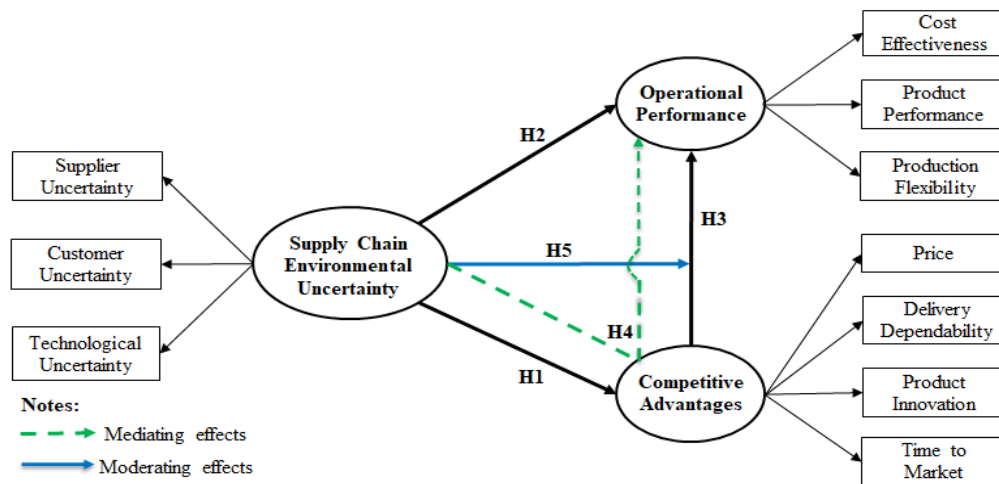 Cost
Effectiveness
Operational
Performance
Product
Performance
H2
Supplier
Uncertainty
Production
Flexibility
H3
Supply Chain
Environmental
Uncertainty
H5
Customer
Uncertainty
Price
Technological
Uncertainty
H4
Delivery
Dependability
H1
Competitive
Advantages
Product
Innovation
Notes:
Mediating effects
Moderating effects
Time to
Market